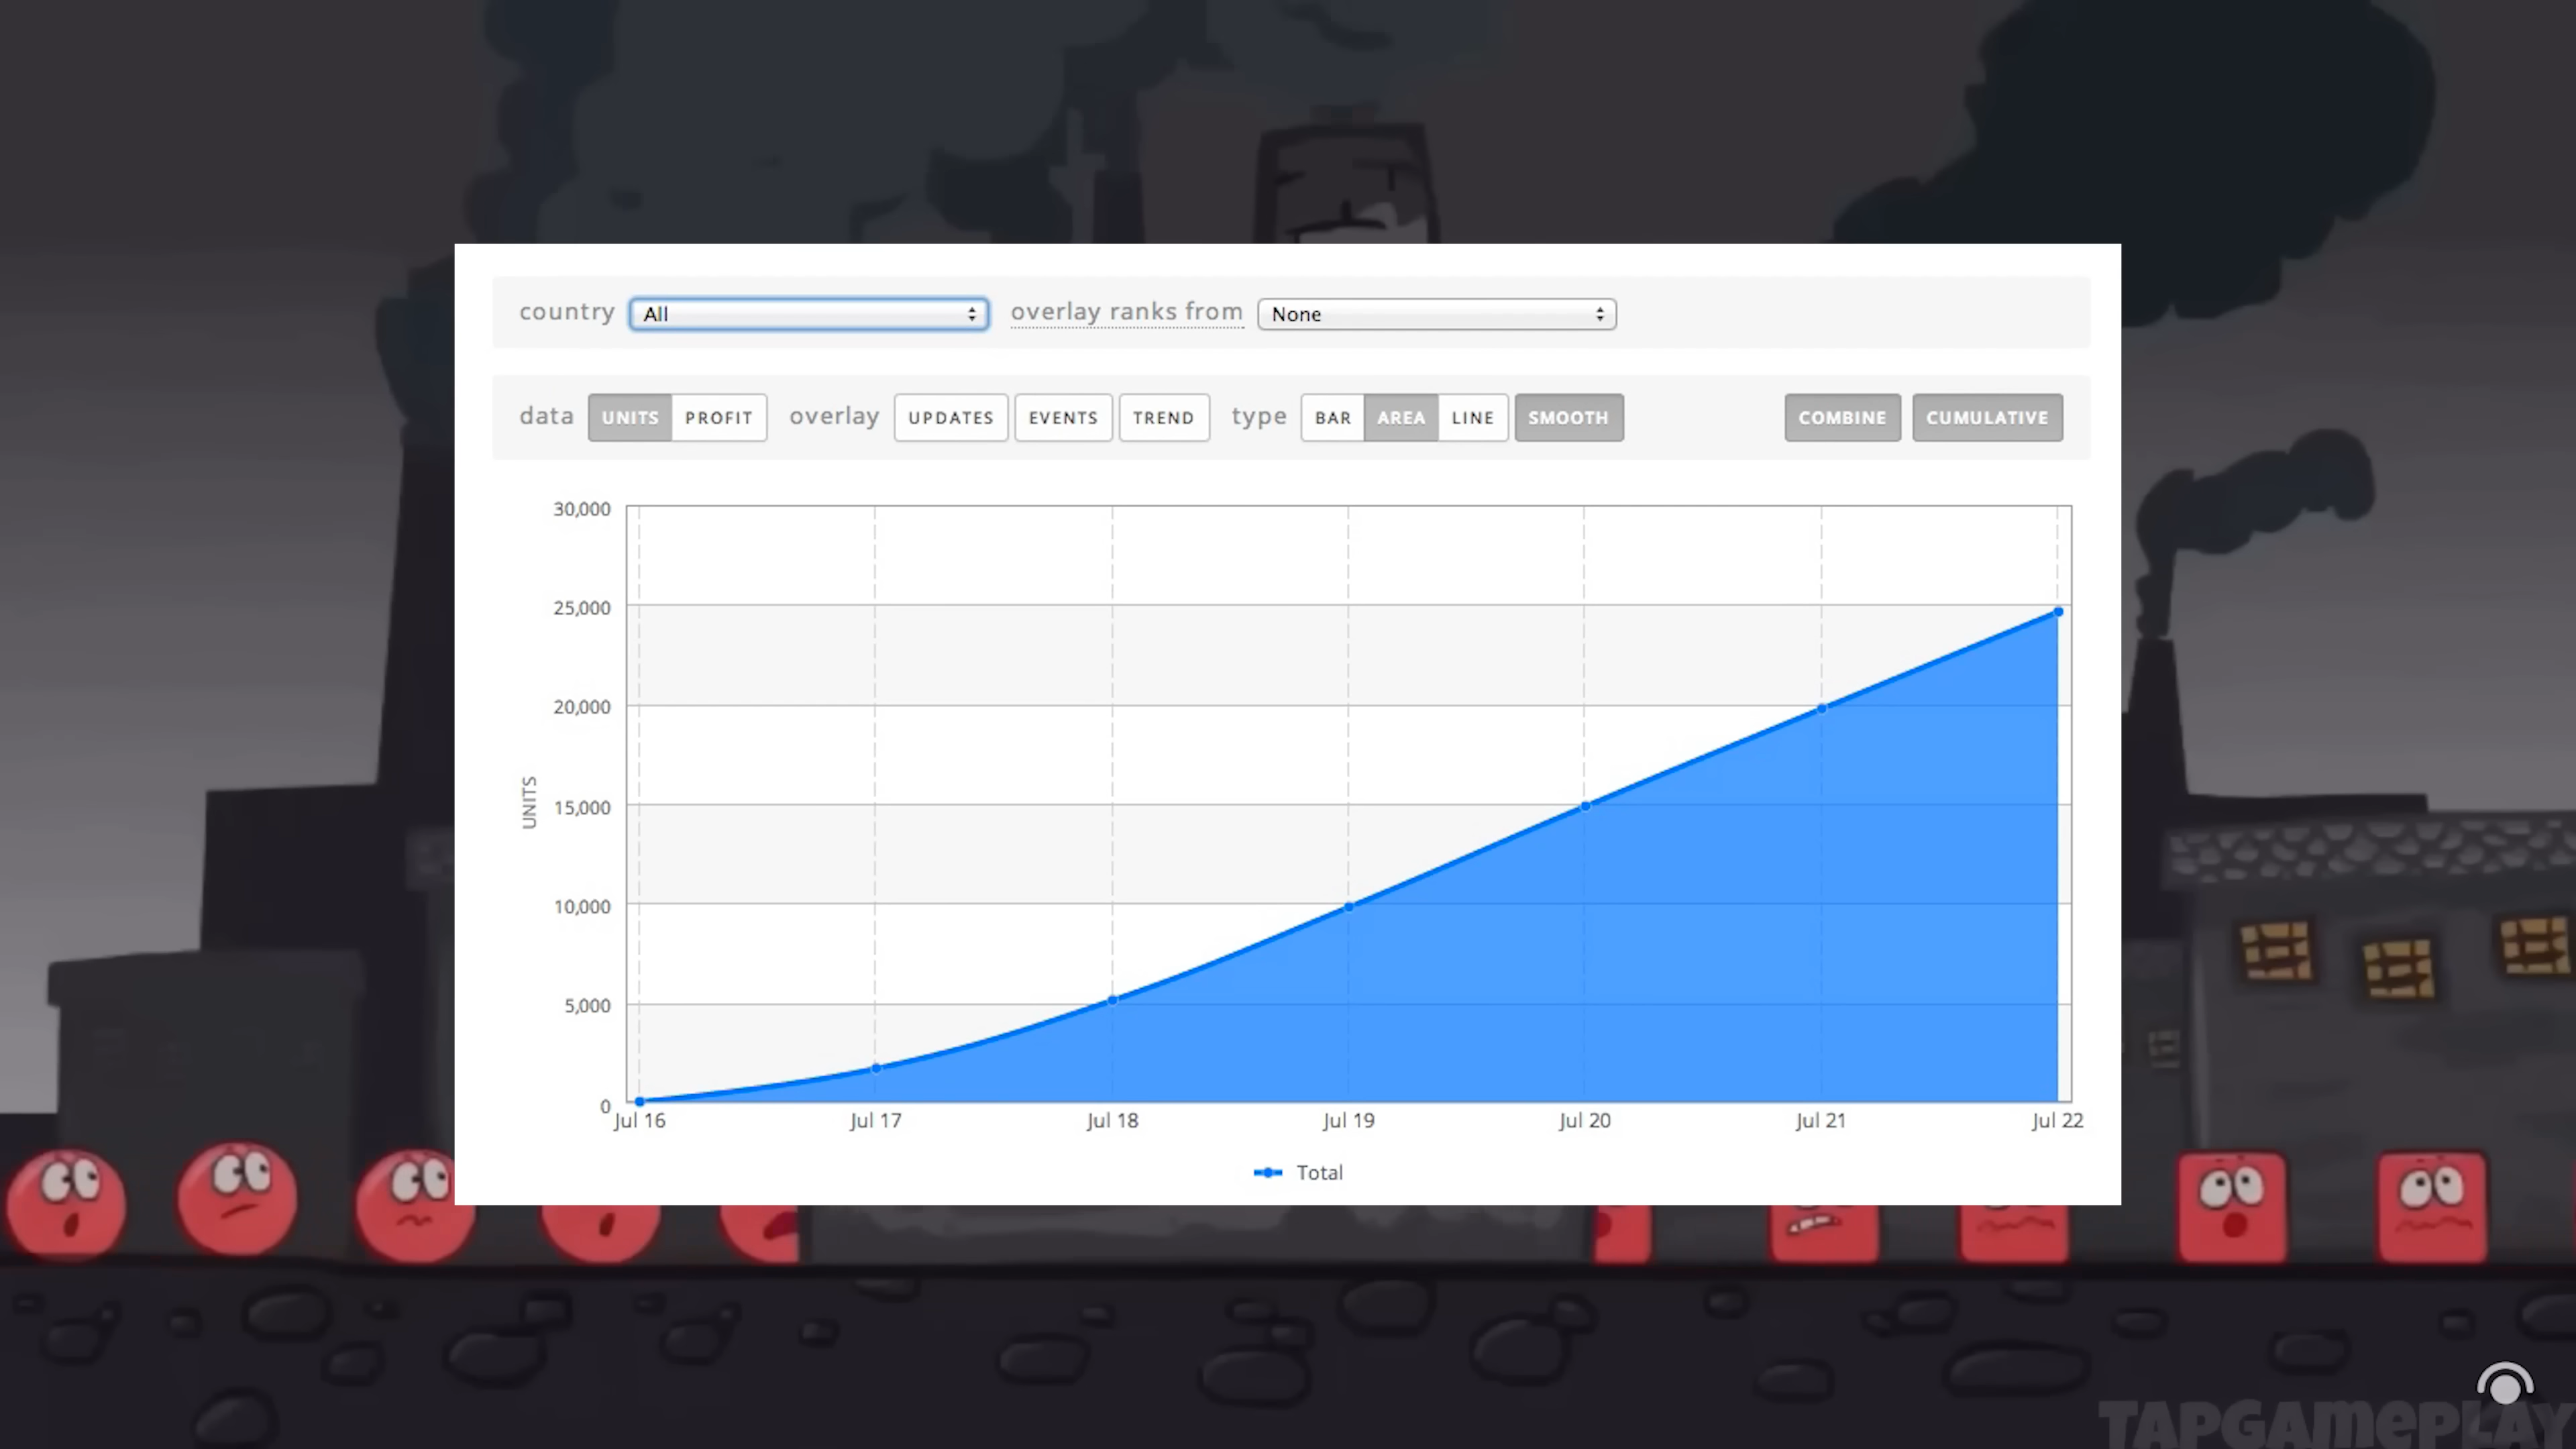 country All overlay ranks from None
data UNITS PROFIT overlay UPDATES EVENTS TREND type BAR AREA LINE SMOOTH COMBINE CUMULATIVE
30,000
25,000
20,000
15,000
10,000
5,000
0
UNITS
Jul 16 Jul 17 Jul 18 Jul 19 Jul 20 Jul 21 Jul 22
Total
TAPGAMEPLAY